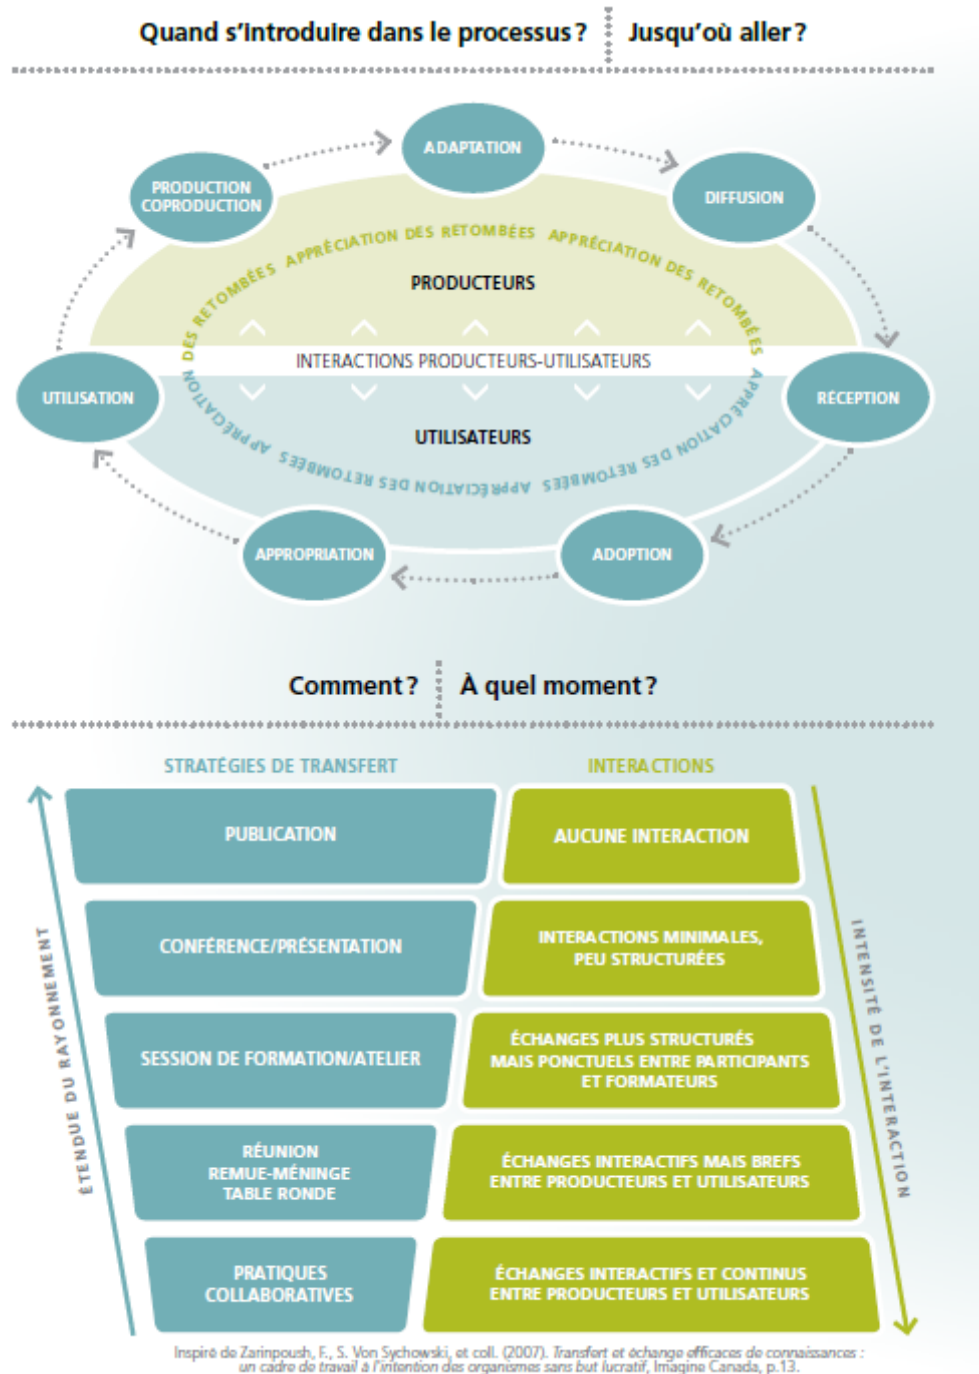 Quand s'introduire dans le processus ?
Jusqu'où aller ?
ADAPTATION
PRODUCTION
COPRODUCTION
DIFFUSION
APPRÉCIATION DES RETOMBÉES APPRÉCIATION DES RETOMBÉES APPRÉCIATION DES RETOMBÉES
PRODUCTEURS
INTERACTIONS PRODUCTEURS-UTILISATEURS
UTILISATION
RÉCEPTION
UTILISATEURS
APPRÉCIATION DES RETOMBÉES APPRÉCIATION DES RETOMBÉES APPRÉCIATION
APPROPRIATION
ADOPTION
Comment ?
À quel moment ?
STRATÉGIES DE TRANSFERT
INTERACTIONS
PUBLICATION
AUCUNE INTERACTION
CONFÉRENCE/PRÉSENTATION
INTERACTIONS MINIMALES,
PEU STRUCTURÉES
SESSION DE FORMATION/ATELIER
ÉCHANGES PLUS STRUCTURÉS
MAIS PONCTUELS ENTRE PARTICIPANTS
ET FORMATEURS
RÉUNION
REMUE-MÉNINGE
TABLE RONDE
ÉCHANGES INTERACTIFS MAIS BREFS
ENTRE PRODUCTEURS ET UTILISATEURS
PRATIQUES
COLLABORATIVES
ÉCHANGES INTERACTIFS ET CONTINUS
ENTRE PRODUCTEURS ET UTILISATEURS
ÉTENDUE DU RAYONNEMENT
INTENSITÉ DE L'INTERACTION
Inspiré de Zarinpoush, F., S. Von Sychowski, et coll. (2007). Transfert et échange efficaces de connaissances :
un cadre de travail à l'intention des organismes sans but lucratif, Imagine Canada, p.13.